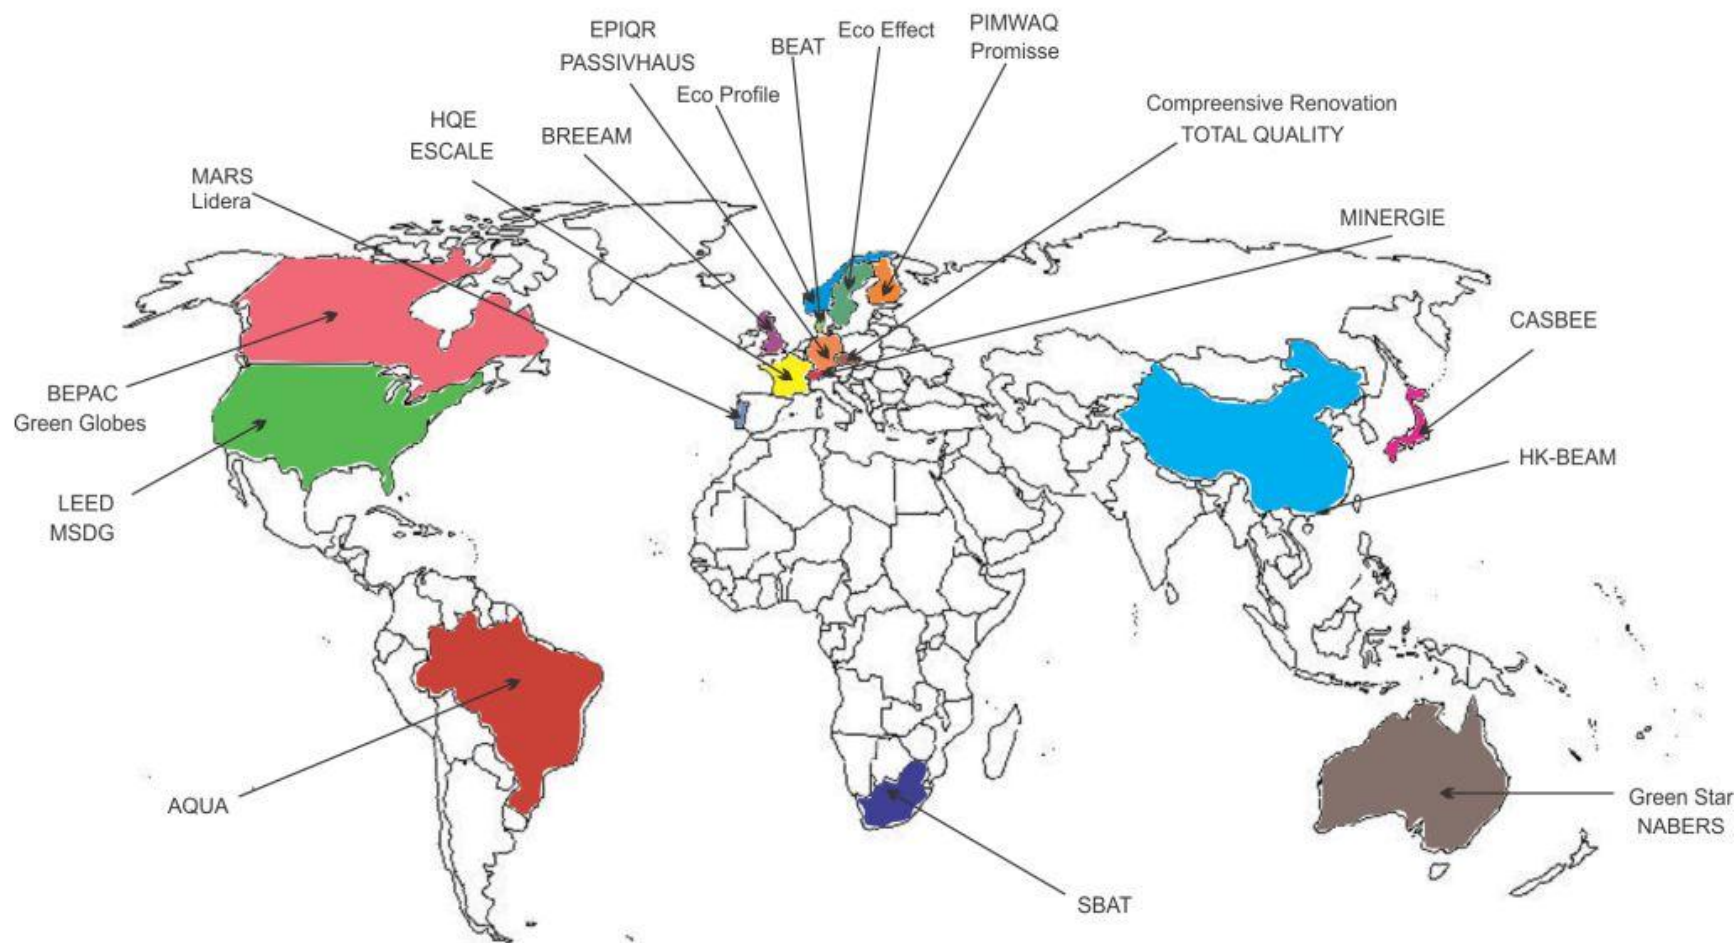 EPIQR
PASSIVHAUS
BEAT
Eco Effect
PIMWAQ
Promisse
Eco Profile
HQE
ESCALE
BREEAM
Compreensive Renovation
TOTAL QUALITY
MARS
Lidera
MINERGIE
CASBEE
BEPAC
Green Globes
HK-BEAM
LEED
MSDG
AQUA
Green Star
NABERS
SBAT